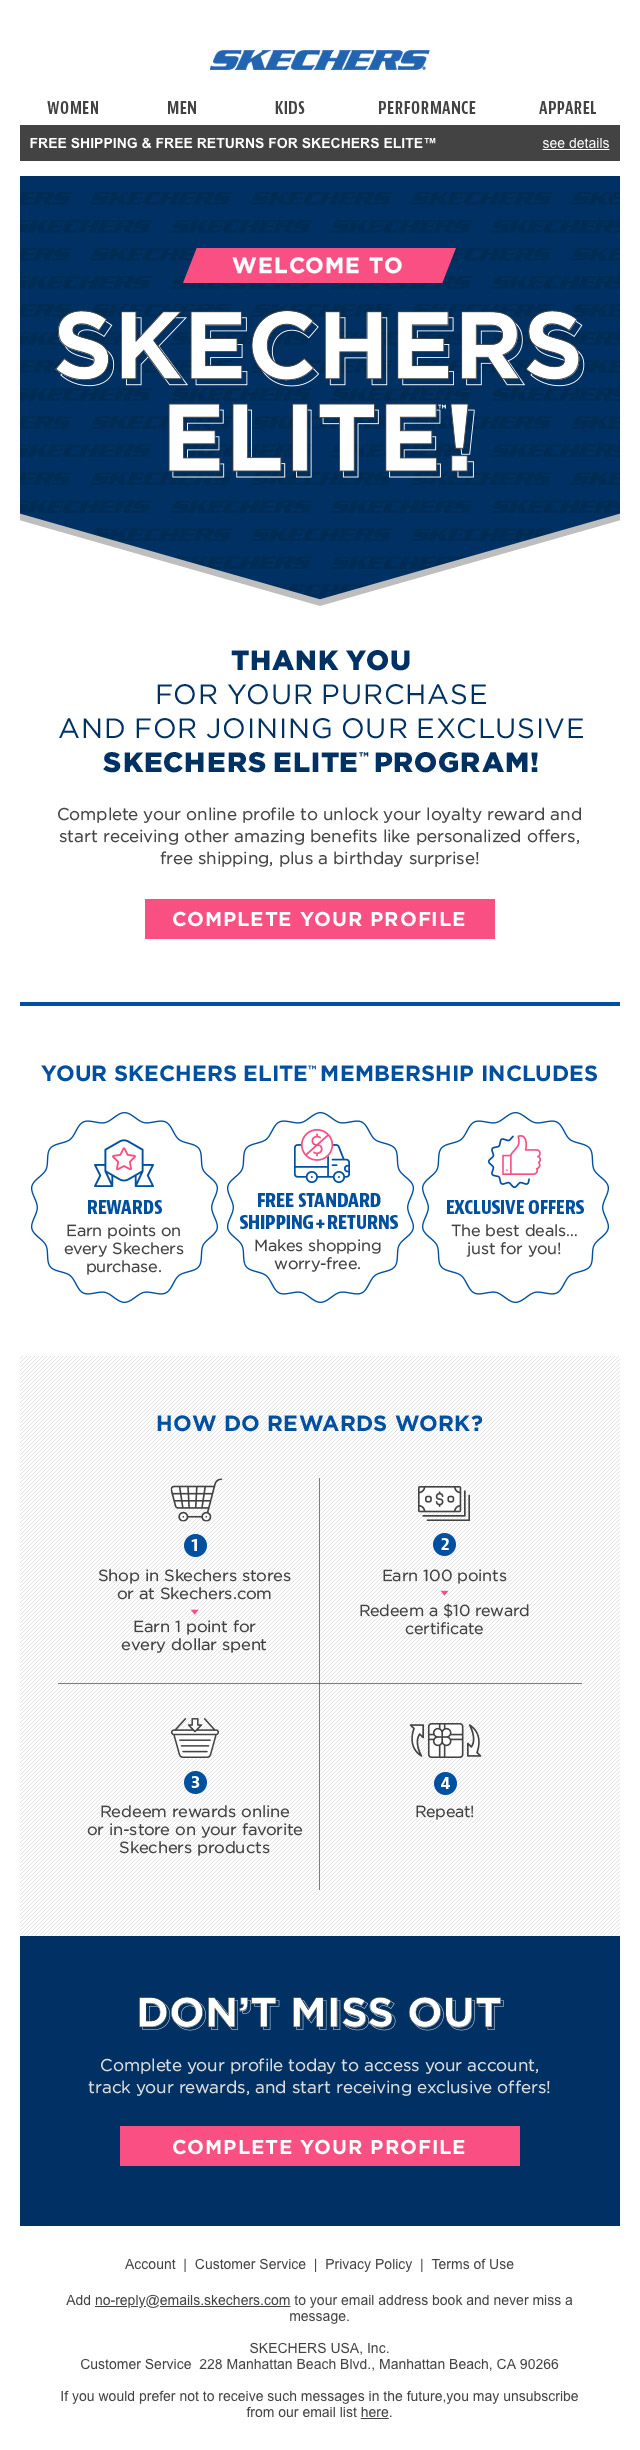 SKECHERS
WOMEN MEN KIDS PERFORMANCE APPAREL
FREE SHIPPING & FREE RETURNS FOR SKECHERS ELITE™ see details
WELCOME TO
SKECHERS
ELITE™!
THANK YOU
FOR YOUR PURCHASE
AND FOR JOINING OUR EXCLUSIVE
SKECHERS ELITE™ PROGRAM!
Complete your online profile to unlock your loyalty reward and
start receiving other amazing benefits like personalized offers,
free shipping, plus a birthday surprise!
COMPLETE YOUR PROFILE
YOUR SKECHERS ELITE™ MEMBERSHIP INCLUDES
REWARDS
Earn points on
every Skechers
purchase.
FREE STANDARD
SHIPPING + RETURNS
Makes shopping
worry-free.
EXCLUSIVE OFFERS
The best deals...
just for you!
HOW DO REWARDS WORK?
1
Shop in Skechers stores
or at Skechers.com
Earn 1 point for
every dollar spent
2
Earn 100 points
Redeem a $10 reward
certificate
3
Redeem rewards online
or in-store on your favorite
Skechers products
4
Repeat!
DON'T MISS OUT
Complete your profile today to access your account,
track your rewards, and start receiving exclusive offers!
COMPLETE YOUR PROFILE
Account | Customer Service | Privacy Policy | Terms of Use
Add no-reply@emails.skechers.com to your email address book and never miss a
message.
SKECHERS USA, Inc.
Customer Service 228 Manhattan Beach Blvd., Manhattan Beach, CA 90266
If you would prefer not to receive such messages in the future,you may unsubscribe
from our email list here.